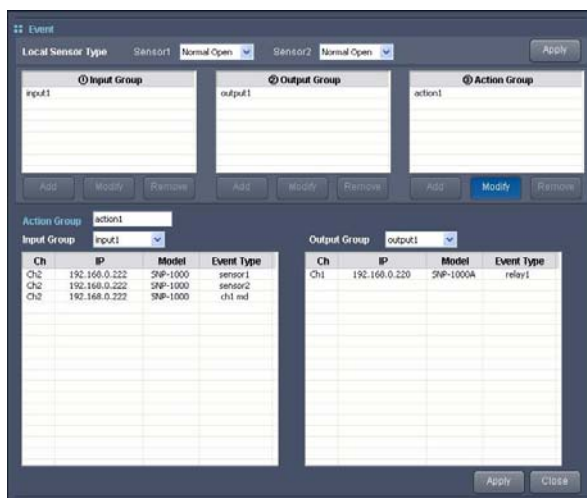 Event
Local Sensor Type Sensor1 Normal Open Sensor2 Normal Open Apply
① Input Group ② Output Group ③ Action Group
input1 output1 action1
Add Modify Remove Add Modify Remove Add Modify Remove
Action Group action1
Input Group input1 Output Group output1
Ch IP Model Event Type Ch IP Model Event Type
Ch2 192.168.0.222 SNP-1000 sensor1 Ch1 192.168.0.220 SNP-1000A relay1
Ch2 192.168.0.222 SNP-1000 sensor2
Ch2 192.168.0.222 SNP-1000 ch1 md
Apply Close